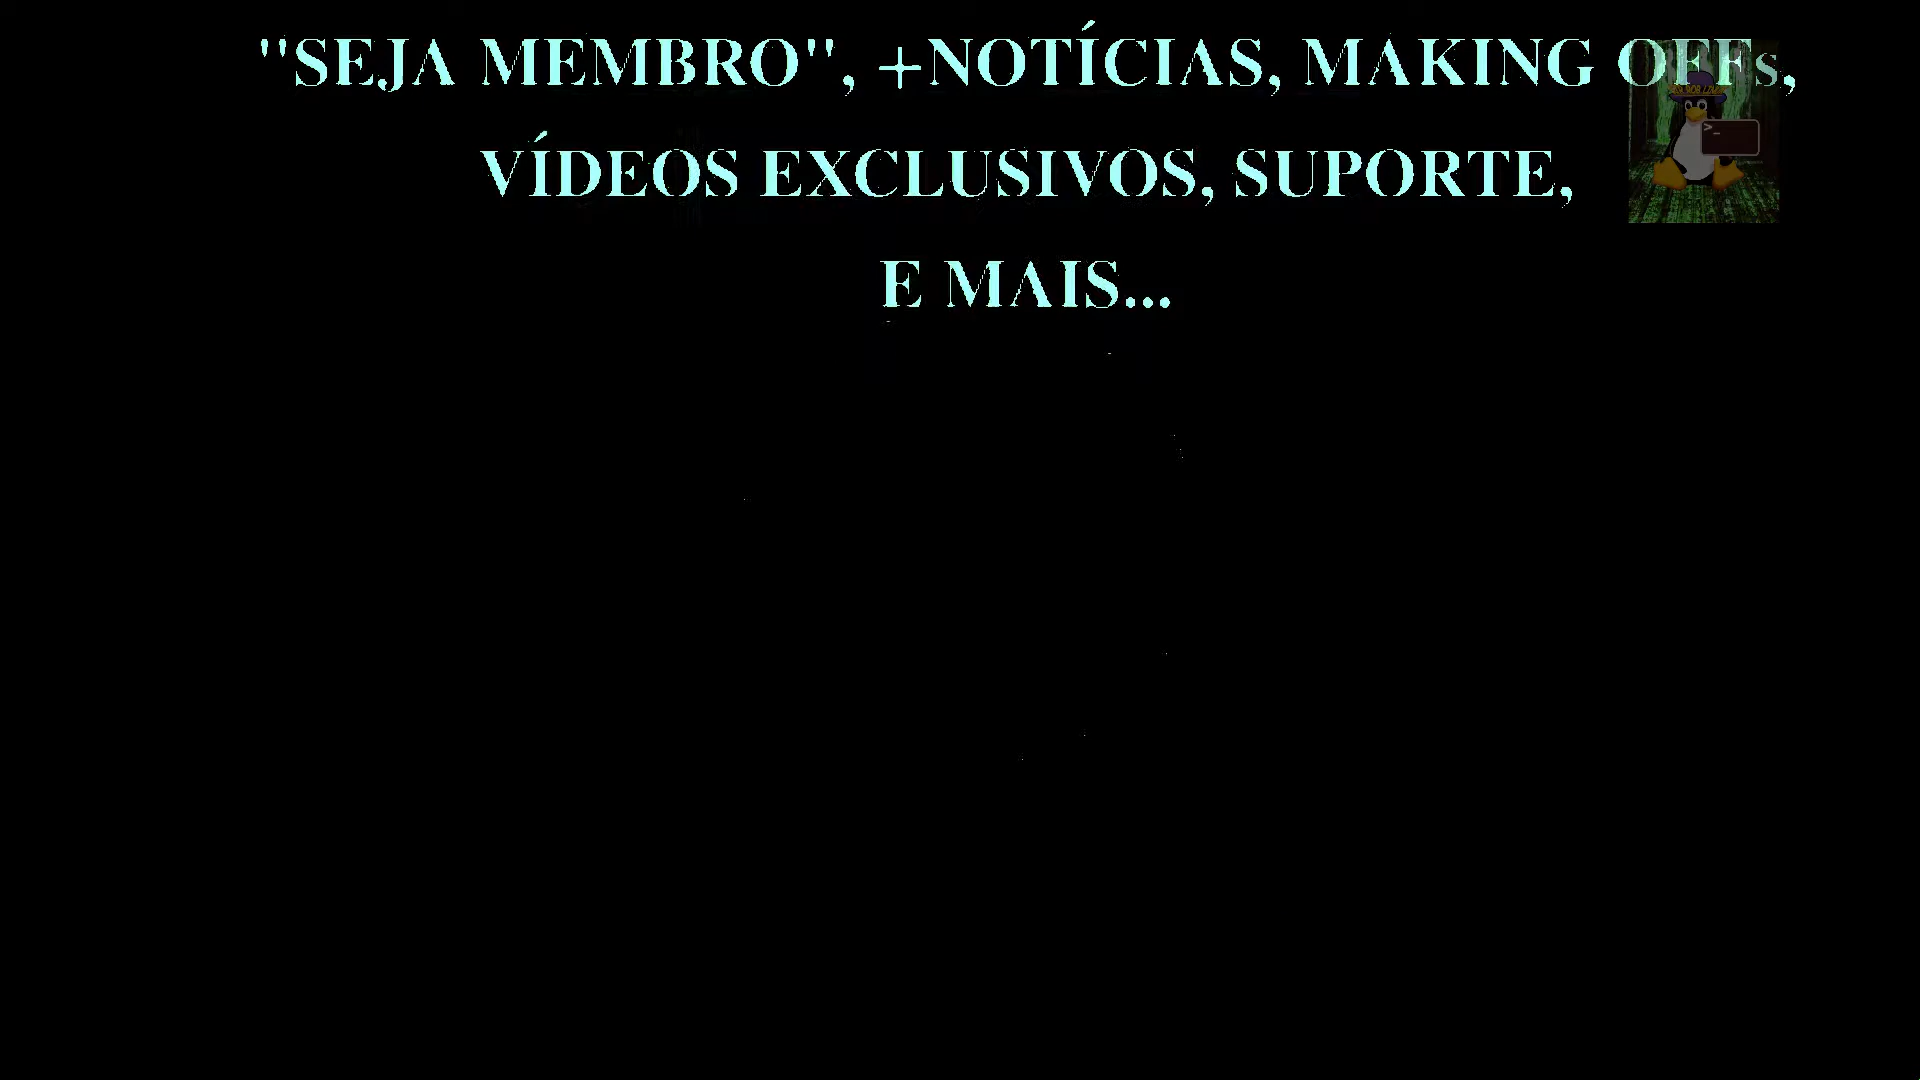 "SEJA MEMBRO", +NOTÍCIAS, MAKING OFFs,
VÍDEOS EXCLUSIVOS, SUPORTE,
E MAIS...
>_